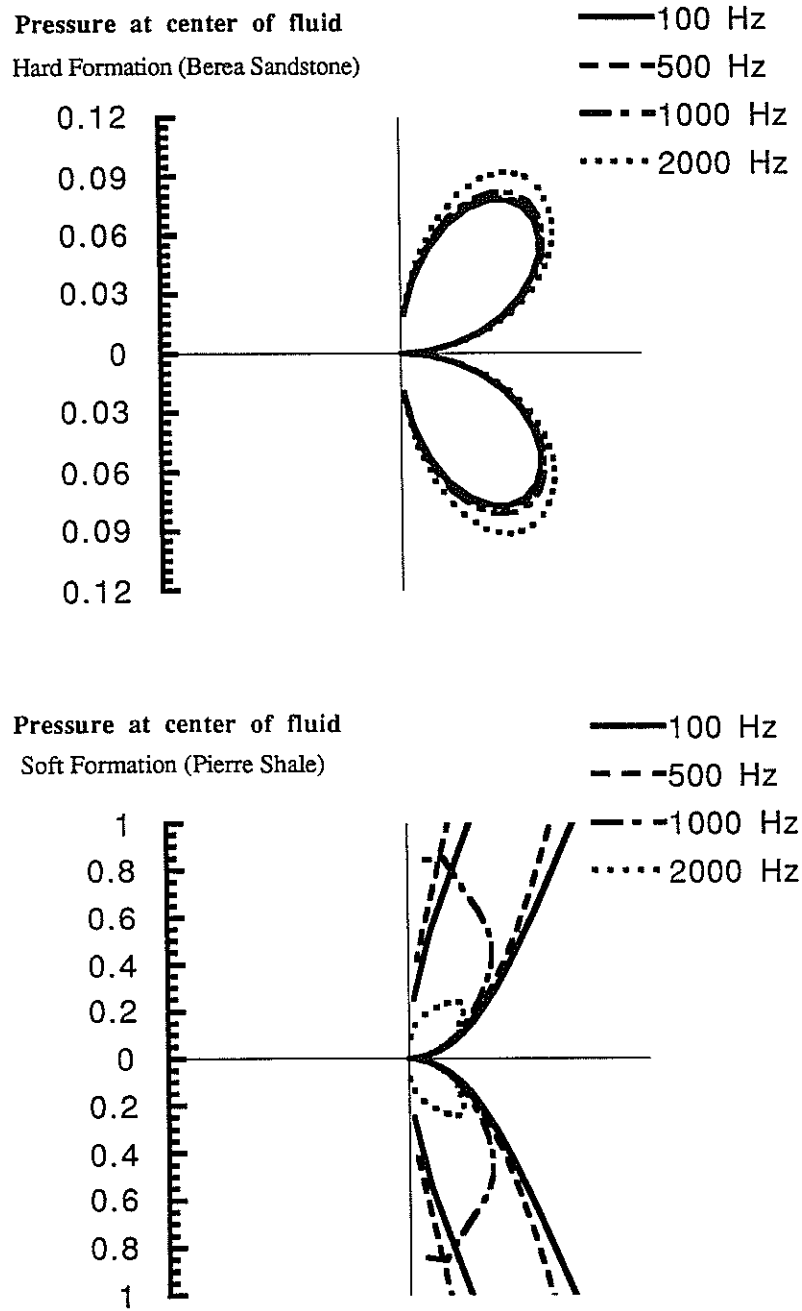 Pressure at center of fluid
Hard Formation (Berea Sandstone)
100 Hz
500 Hz
1000 Hz
2000 Hz
0.12
0.09
0.06
0.03
0
0.03
0.06
0.09
0.12
Pressure at center of fluid
Soft Formation (Pierre Shale)
100 Hz
500 Hz
1000 Hz
2000 Hz
1
0.8
0.6
0.4
0.2
0
0.2
0.4
0.6
0.8
1